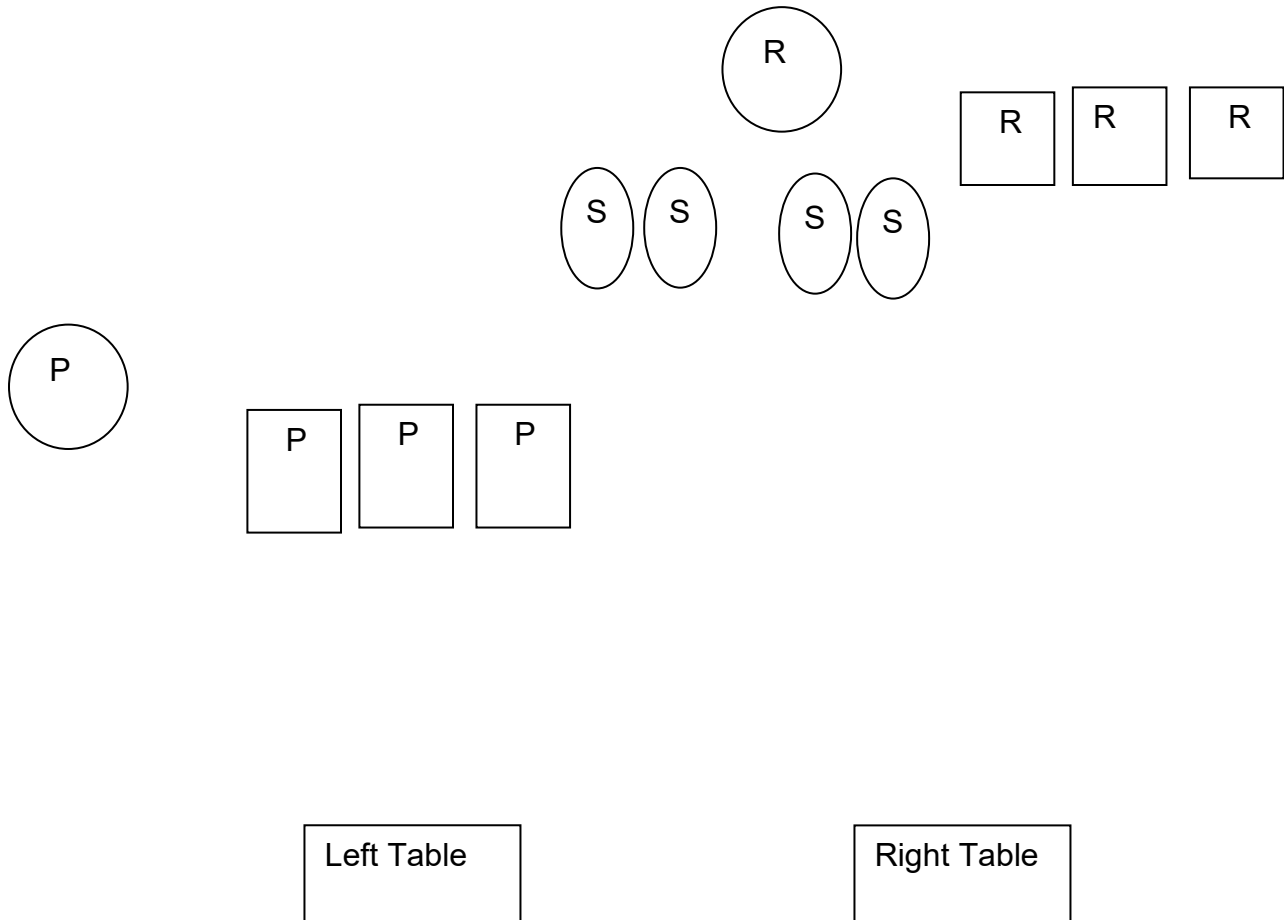 R
R R R
S S S S
P
P P P
Left Table Right Table